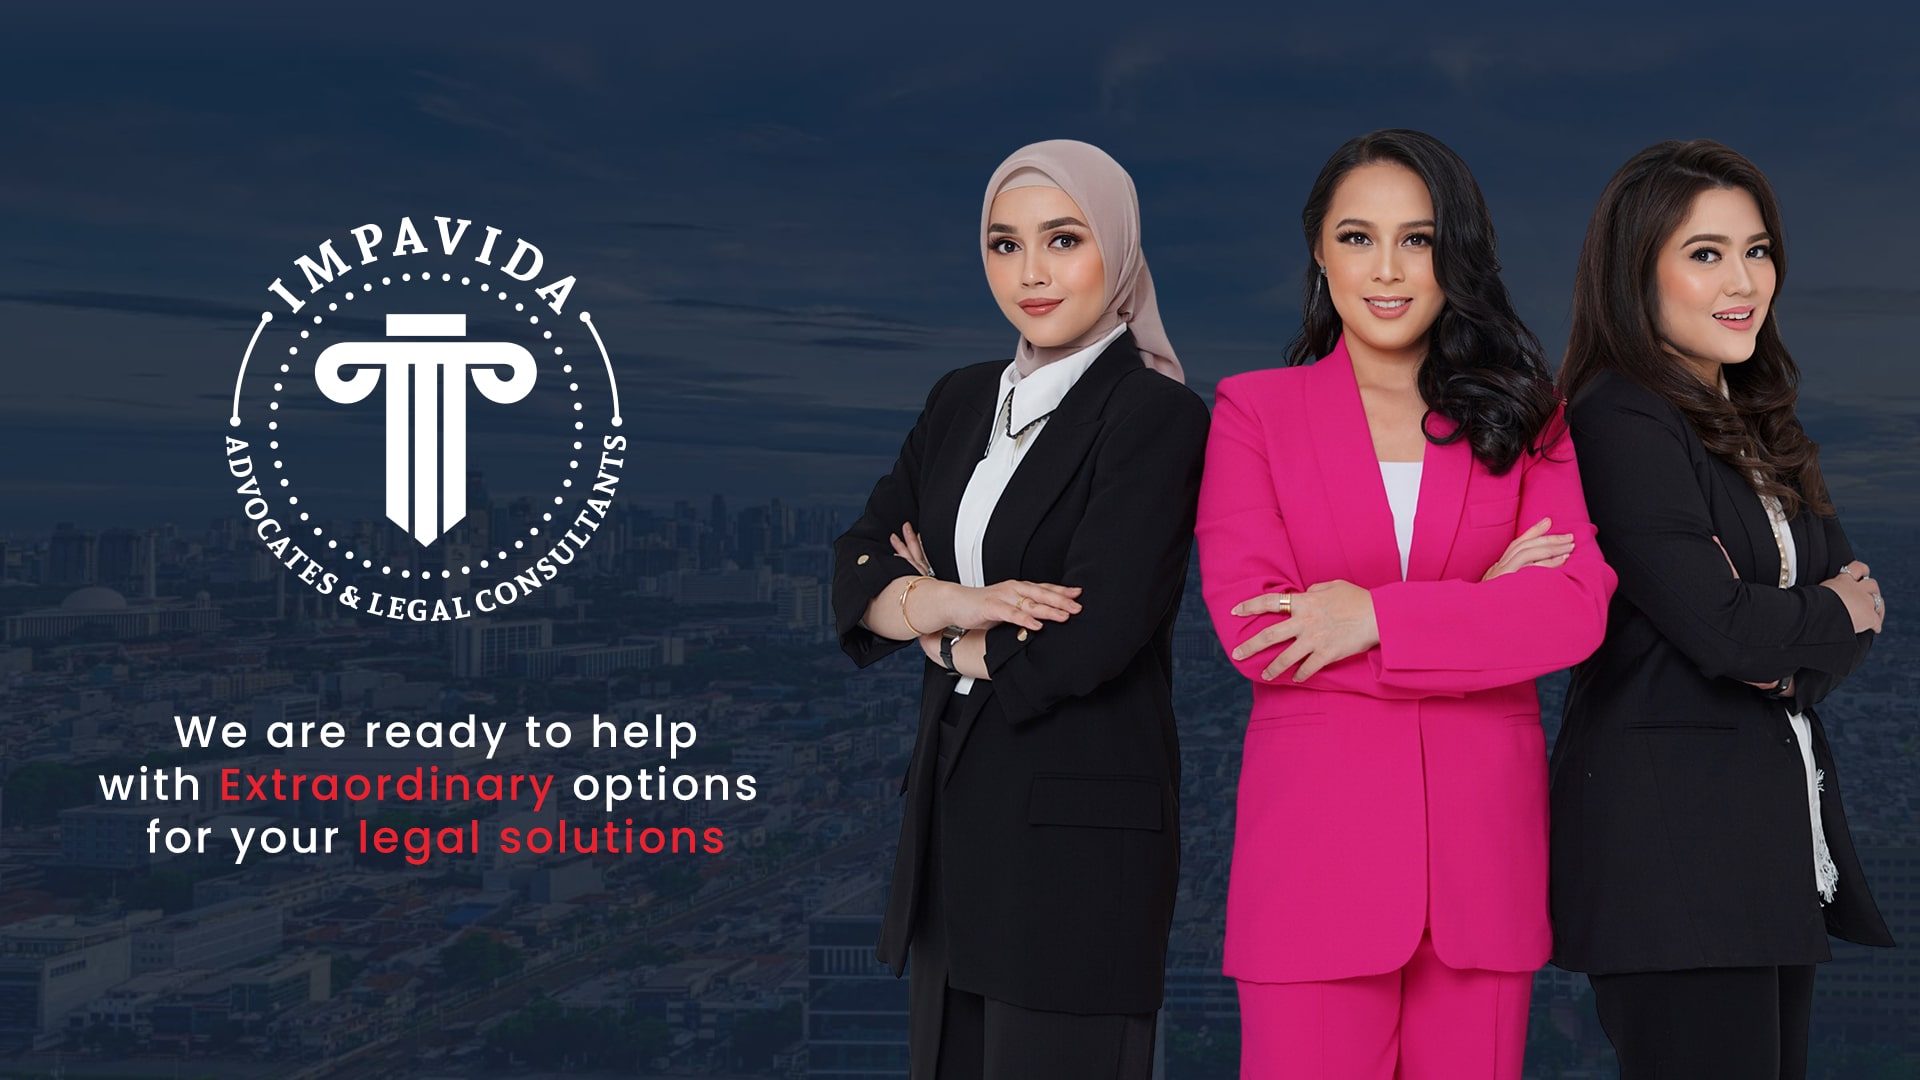 IMPAVIDA
ADVOCATES & LEGAL CONSULTANTS
We are ready to help
with Extraordinary options
for your legal solutions